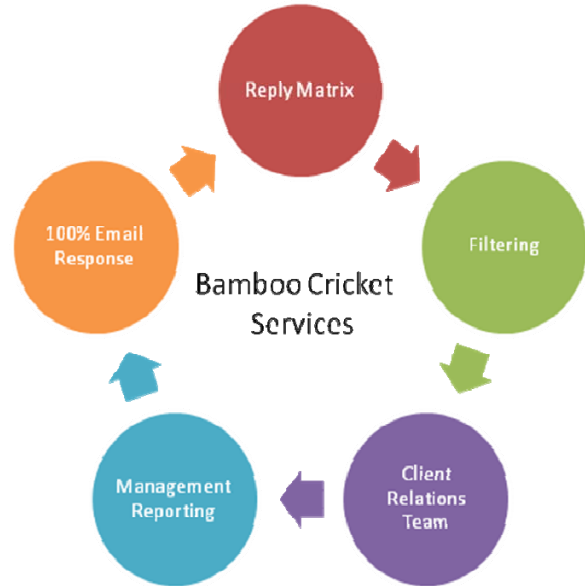 Reply Matrix
Filtering
Client
Relations
Team
Management
Reporting
100% Email
Response
Bamboo Cricket
Services